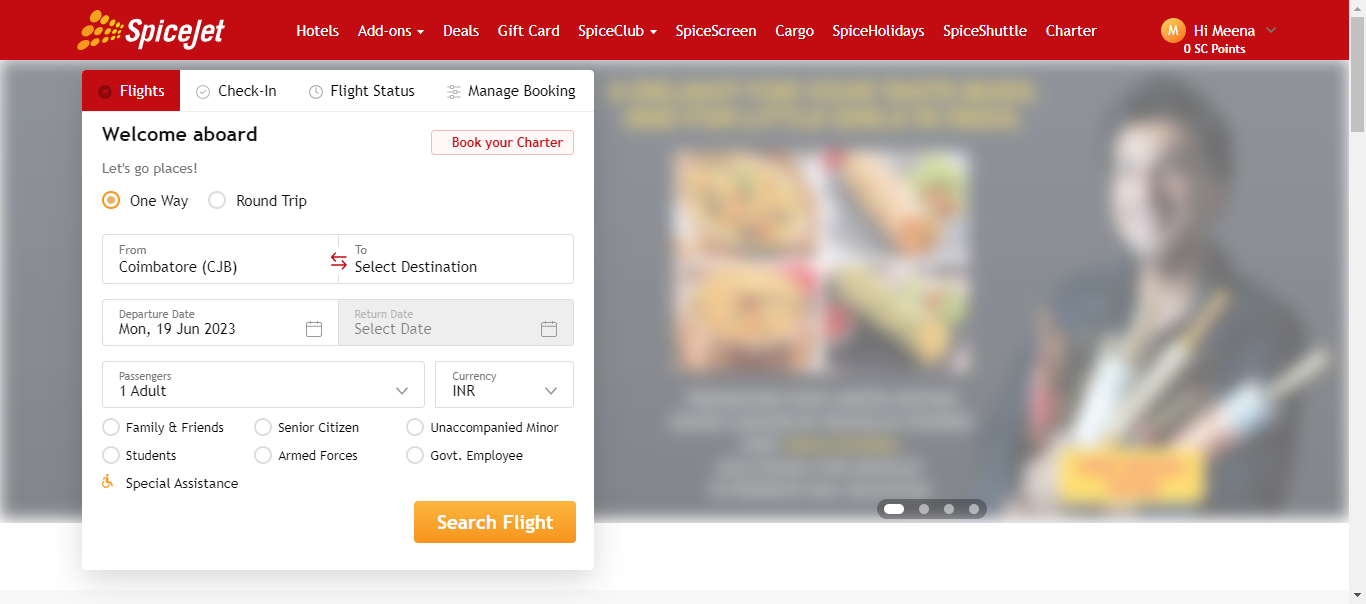 SpiceJet
Hotels Add-ons Deals Gift Card SpiceClub SpiceScreen Cargo SpiceHolidays SpiceShuttle Charter
M Hi Meena
0 SC Points
Flights Check-In Flight Status Manage Booking
Welcome aboard
Book your Charter
Let's go places!
One Way Round Trip
From To
Coimbatore (CJB) Select Destination
Departure Date Return Date
Mon, 19 Jun 2023 Select Date
Passengers Currency
1 Adult INR
Family & Friends Senior Citizen Unaccompanied Minor
Students Armed Forces Govt. Employee
Special Assistance
Search Flight